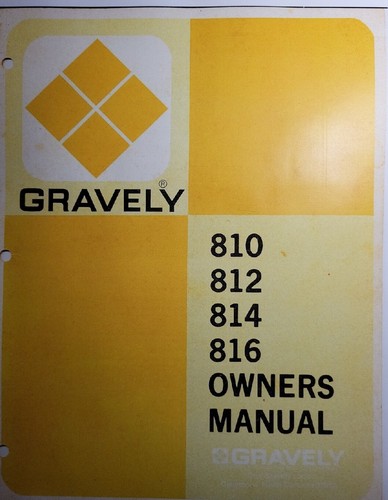 GRAVELY®
810
812
814
816
OWNERS
MANUAL
GRAVELY